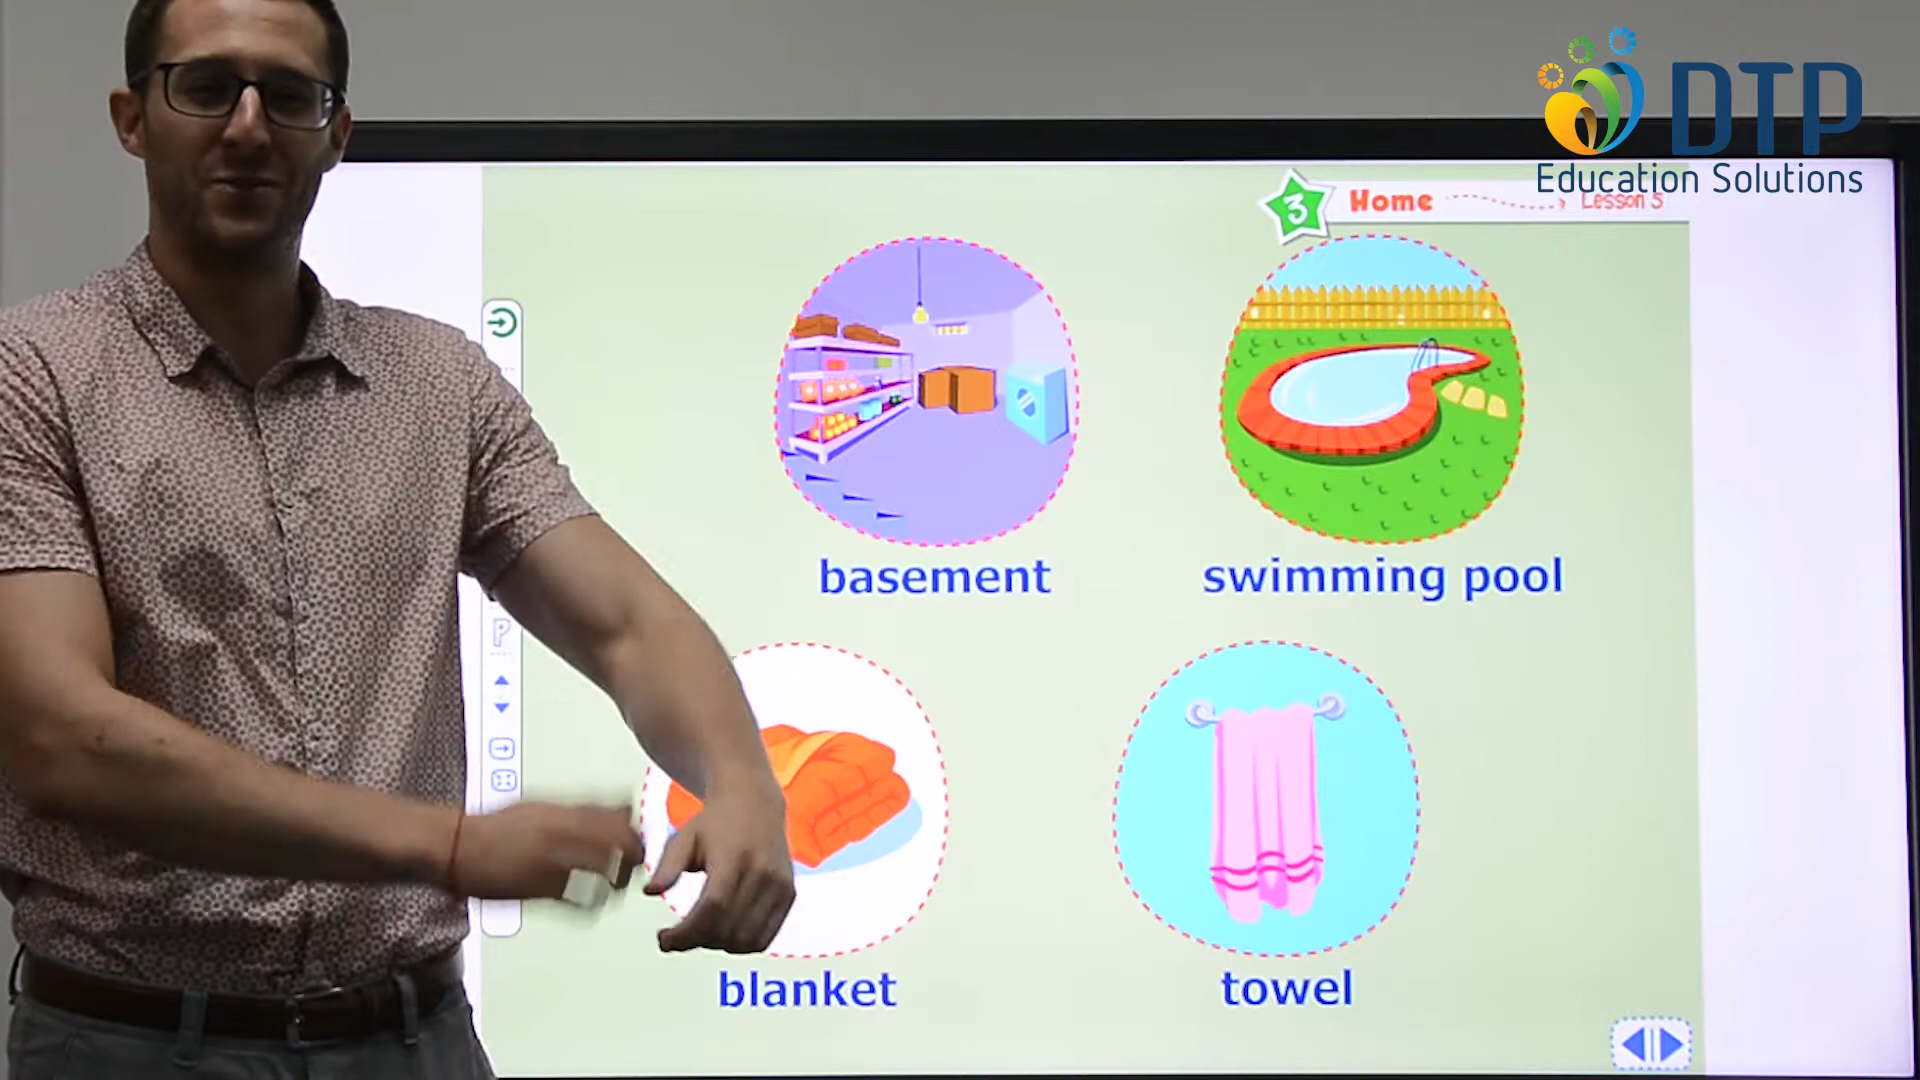 DTP
Education Solutions
3 Home Lesson 5
basement
swimming pool
P
blanket
towel